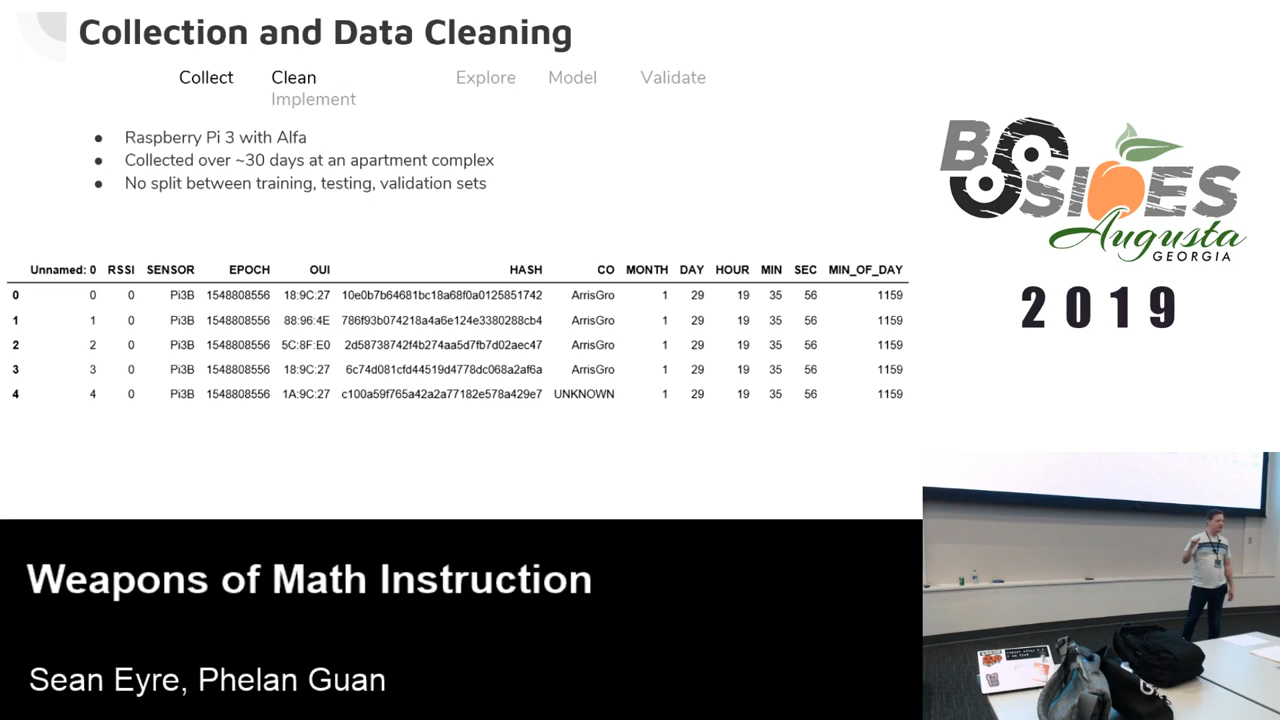 Collection and Data Cleaning
Collect Clean Explore Model Validate
Implement
● Raspberry Pi 3 with Alfa
● Collected over ~30 days at an apartment complex
● No split between training, testing, validation sets
Unnamed: 0 RSSI SENSOR EPOCH OUI HASH CO MONTH DAY HOUR MIN SEC MIN_OF_DAY
0 0 0 Pi3B 1548808556 18:9C:27 10e0b7b64681bc18a68f0a0125851742 ArrisGro 1 29 19 35 56 1159
1 1 0 Pi3B 1548808556 88:96:4E 786f93b074218a4a6e124e3380288cb4 ArrisGro 1 29 19 35 56 1159
2 2 0 Pi3B 1548808556 5C:8F:E0 2d58738742f4b274aa5d7fb7d02aec47 ArrisGro 1 29 19 35 56 1159
3 3 0 Pi3B 1548808556 18:9C:27 6c74d081cfd44519d4778dc068a2af6a ArrisGro 1 29 19 35 56 1159
4 4 0 Pi3B 1548808556 1A:9C:27 c100a59f765a42a2a77182e578a429e7 UNKNOWN 1 29 19 35 56 1159
BSIDES
Augusta
GEORGIA
2019
Weapons of Math Instruction
Sean Eyre, Phelan Guan